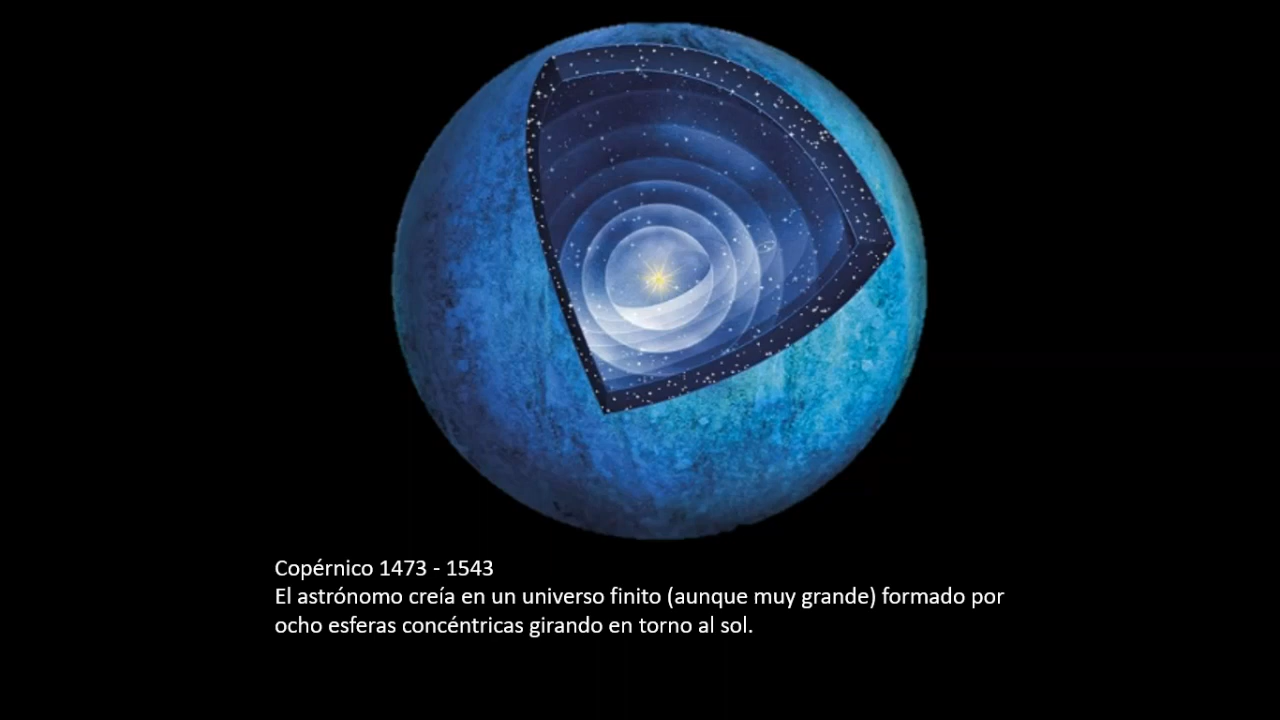 Copérnico 1473 - 1543
El astrónomo creía en un universo finito (aunque muy grande) formado por
ocho esferas concéntricas girando en torno al sol.